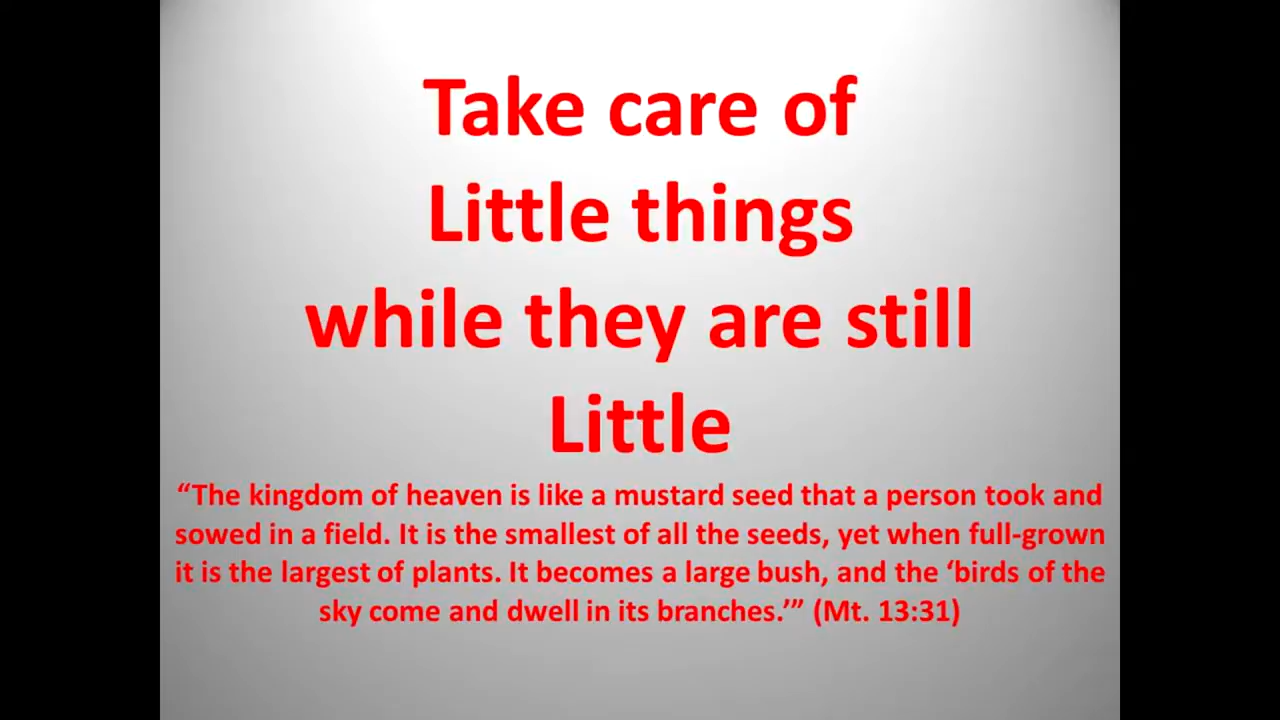 Take care of
Little things
while they are still
Little
“The kingdom of heaven is like a mustard seed that a person took and
sowed in a field. It is the smallest of all the seeds, yet when full-grown
it is the largest of plants. It becomes a large bush, and the ‘birds of the
sky come and dwell in its branches.’” (Mt. 13:31)